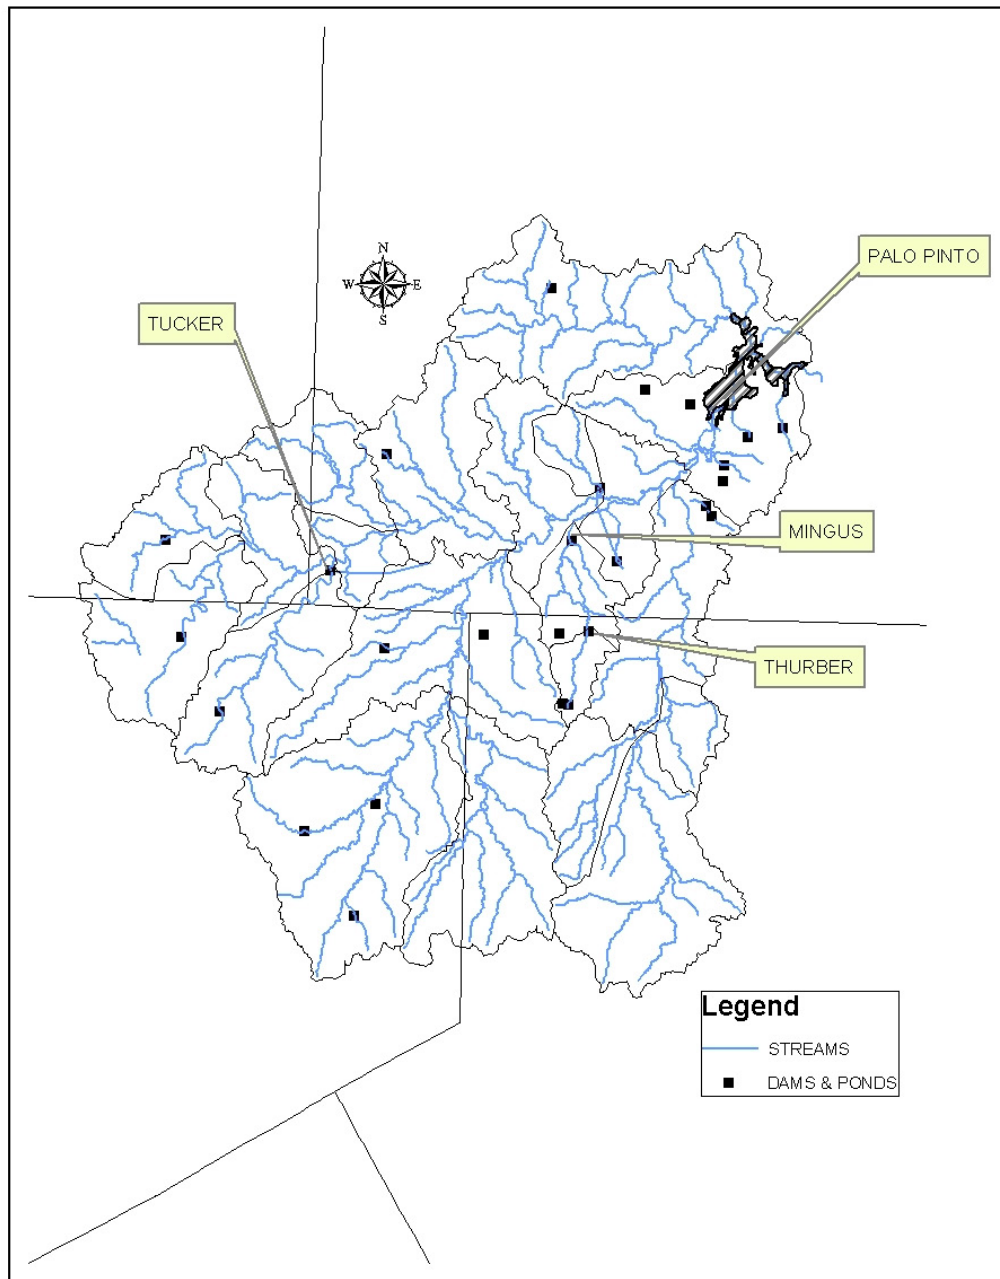 PALO PINTO
N
W
E
S
TUCKER
MINGUS
THURBER
Legend
STREAMS
DAMS & PONDS